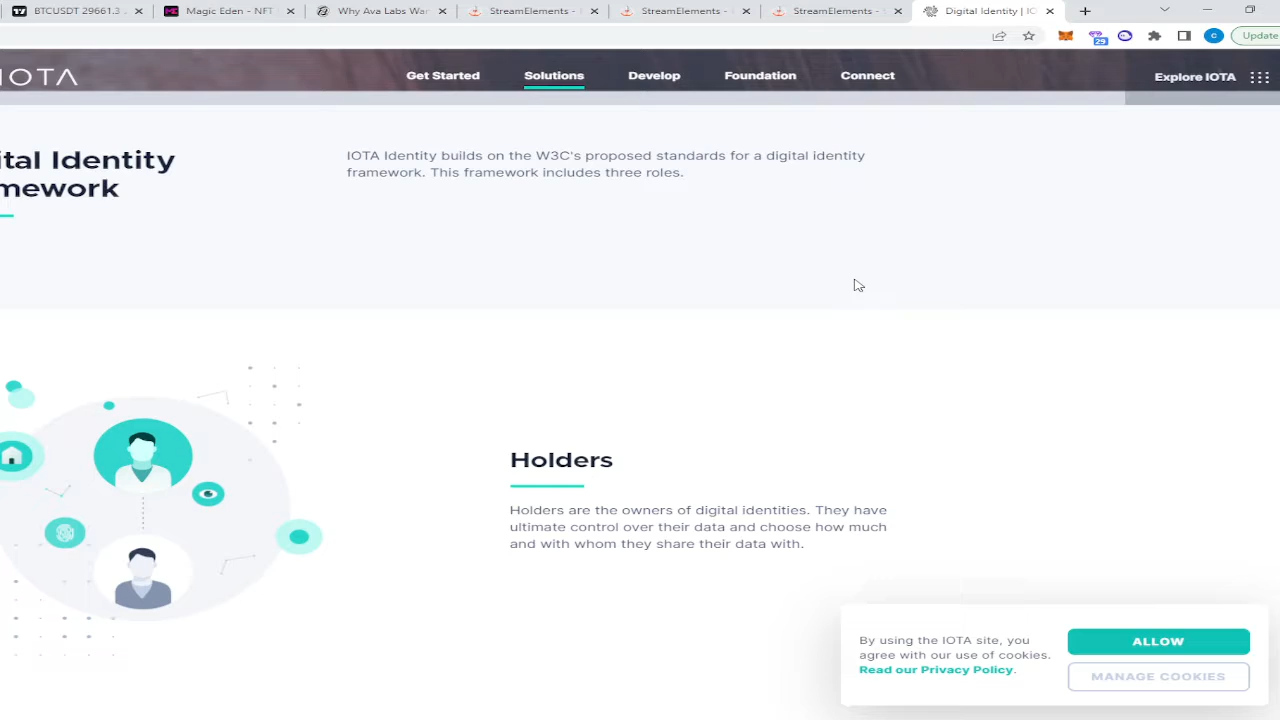 BTCUSDT 29661.3
Magic Eden - NFT
Why Ava Labs War
StreamElements -
StreamElements -
StreamElements -
Digital Identity | IO
29
C
Update
IOTA
Get Started
Solutions
Develop
Foundation
Connect
Explore IOTA
ital Identity
mework
IOTA Identity builds on the W3C's proposed standards for a digital identity
framework. This framework includes three roles.
Holders
Holders are the owners of digital identities. They have
ultimate control over their data and choose how much
and with whom they share their data with.
By using the IOTA site, you
agree with our use of cookies.
Read our Privacy Policy.
ALLOW
MANAGE COOKIES